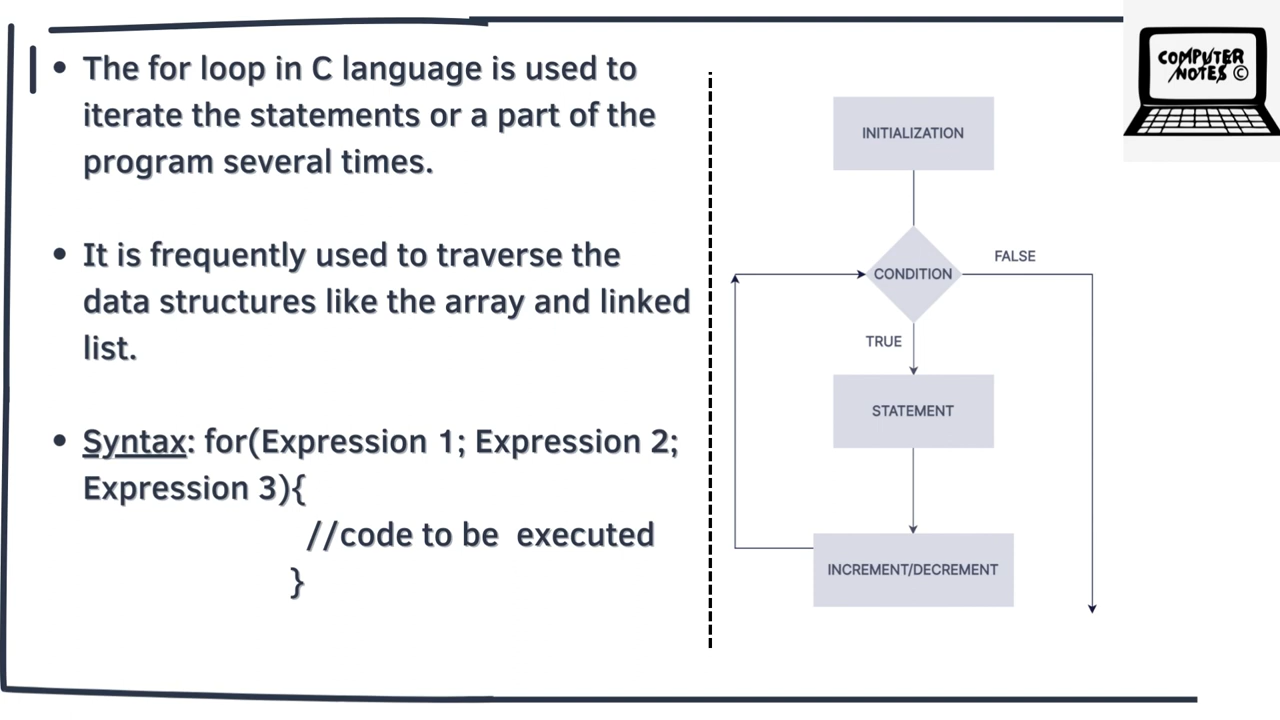 • The for loop in C language is used to
iterate the statements or a part of the
program several times.
• It is frequently used to traverse the
data structures like the array and linked
list.
• Syntax: for(Expression 1; Expression 2;
Expression 3){
//code to be executed
}
INITIALIZATION
CONDITION
FALSE
TRUE
STATEMENT
INCREMENT/DECREMENT
COMPUTER
NOTES ©